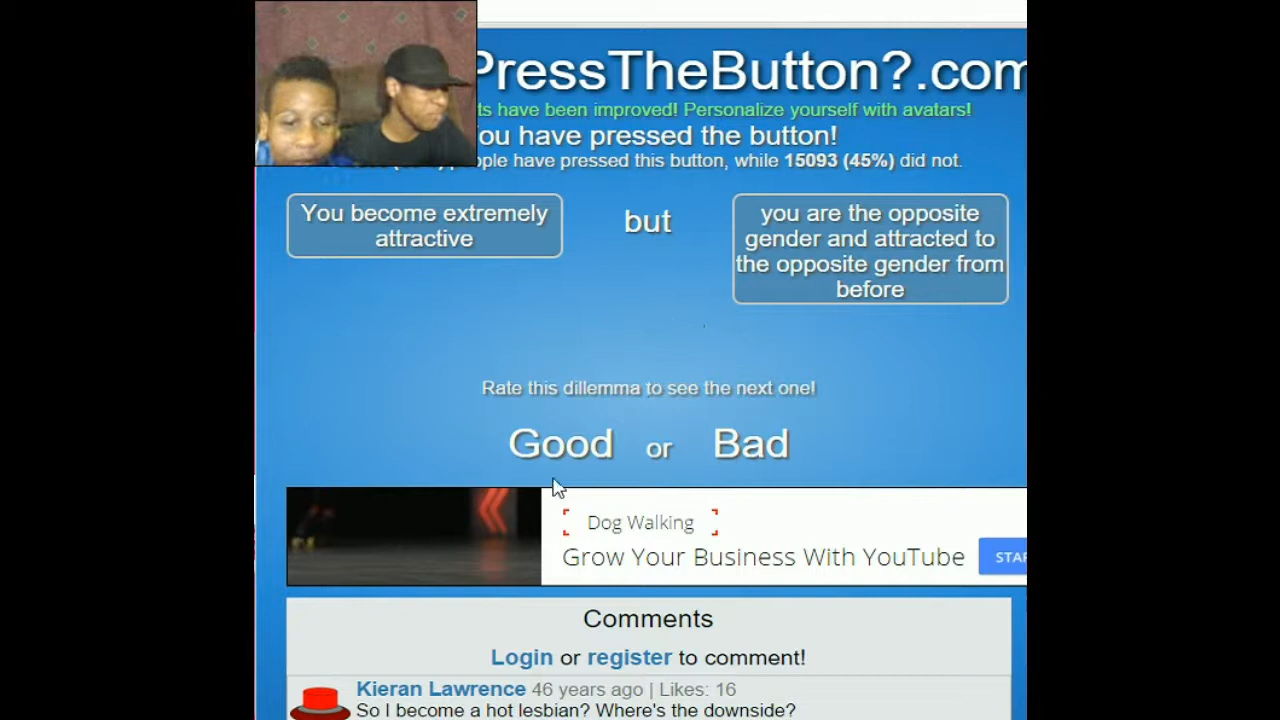 PressTheButton?.com
ts have been improved! Personalize yourself with avatars!
ou have pressed the button!
people have pressed this button, while 15093 (45%) did not.
You become extremely
attractive
but
you are the opposite
gender and attracted to
the opposite gender from
before
Rate this dillemma to see the next one!
Good or Bad
Dog Walking
Grow Your Business With YouTube
STAR
Comments
Login or register to comment!
Kieran Lawrence 46 years ago | Likes: 16
So I become a hot lesbian? Where's the downside?